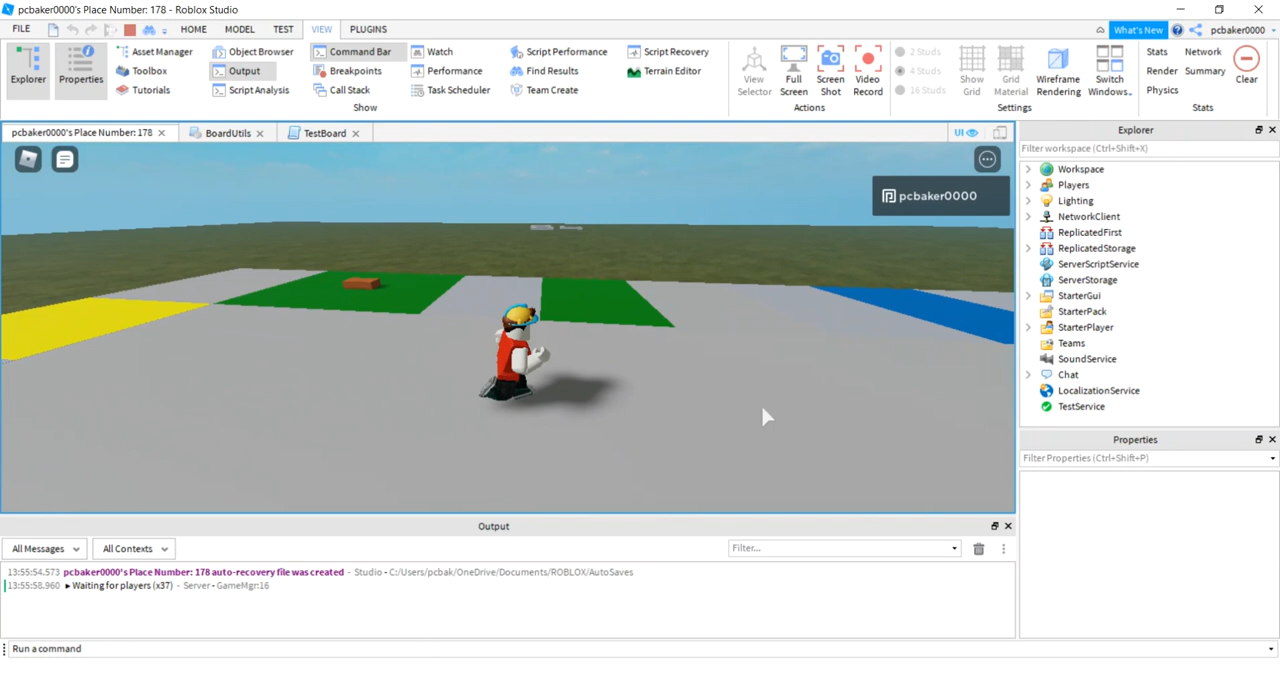 pcbaker0000's Place Number: 178 - Roblox Studio
FILE HOME MODEL TEST VIEW PLUGINS What's New pcbaker0000
Explorer
Properties
Asset Manager
Toolbox
Tutorials
Object Browser
Output
Script Analysis
Command Bar
Breakpoints
Call Stack
Watch
Performance
Task Scheduler
Script Performance
Find Results
Team Create
Script Recovery
Terrain Editor
Show
View
Selector
Full
Screen
Screen
Shot
Video
Record
Actions
2 Studs
4 Studs
16 Studs
Show
Grid
Grid
Material
Wireframe
Rendering
Switch
Windows
Settings
Stats
Render
Physics
Network
Summary
Clear
Stats
pcbaker0000's Place Number: 178 BoardUtils TestBoard UI
pcbaker0000
Explorer
Filter workspace (Ctrl+Shift+X)
Workspace
Players
Lighting
NetworkClient
ReplicatedFirst
ReplicatedStorage
ServerScriptService
ServerStorage
StarterGui
StarterPack
StarterPlayer
Teams
SoundService
Chat
LocalizationService
TestService
Properties
Filter Properties (Ctrl+Shift+P)
Output
All Messages All Contexts Filter...
13:55:54.573 pcbaker0000's Place Number: 178 auto-recovery file was created - Studio - C:/Users/pcbak/OneDrive/Documents/ROBLOX/AutoSaves
13:55:58.960 ▶ Waiting for players (x37) - Server - GameMgr:16
Run a command